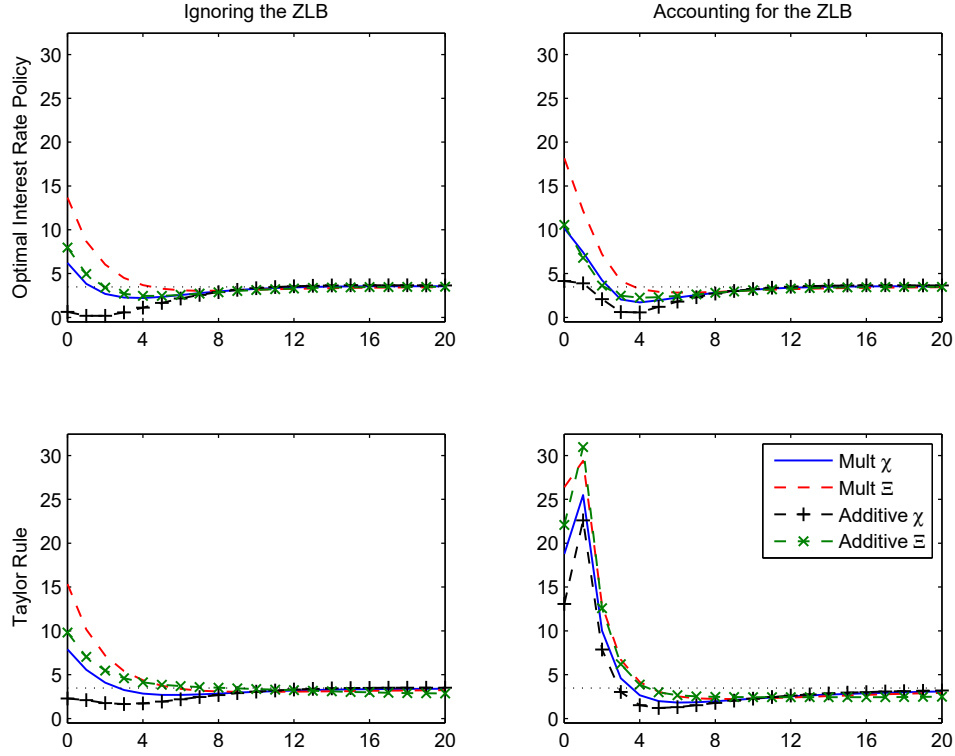 Ignoring the ZLB
Accounting for the ZLB
Optimal Interest Rate Policy
30
25
20
15
10
5
0
0 4 8 12 16 20
30
25
20
15
10
5
0
0 4 8 12 16 20
Taylor Rule
30
25
20
15
10
5
0
0 4 8 12 16 20
30
25
20
15
10
5
0
0 4 8 12 16 20
Mult χ
Mult Ξ
Additive χ
Additive Ξ